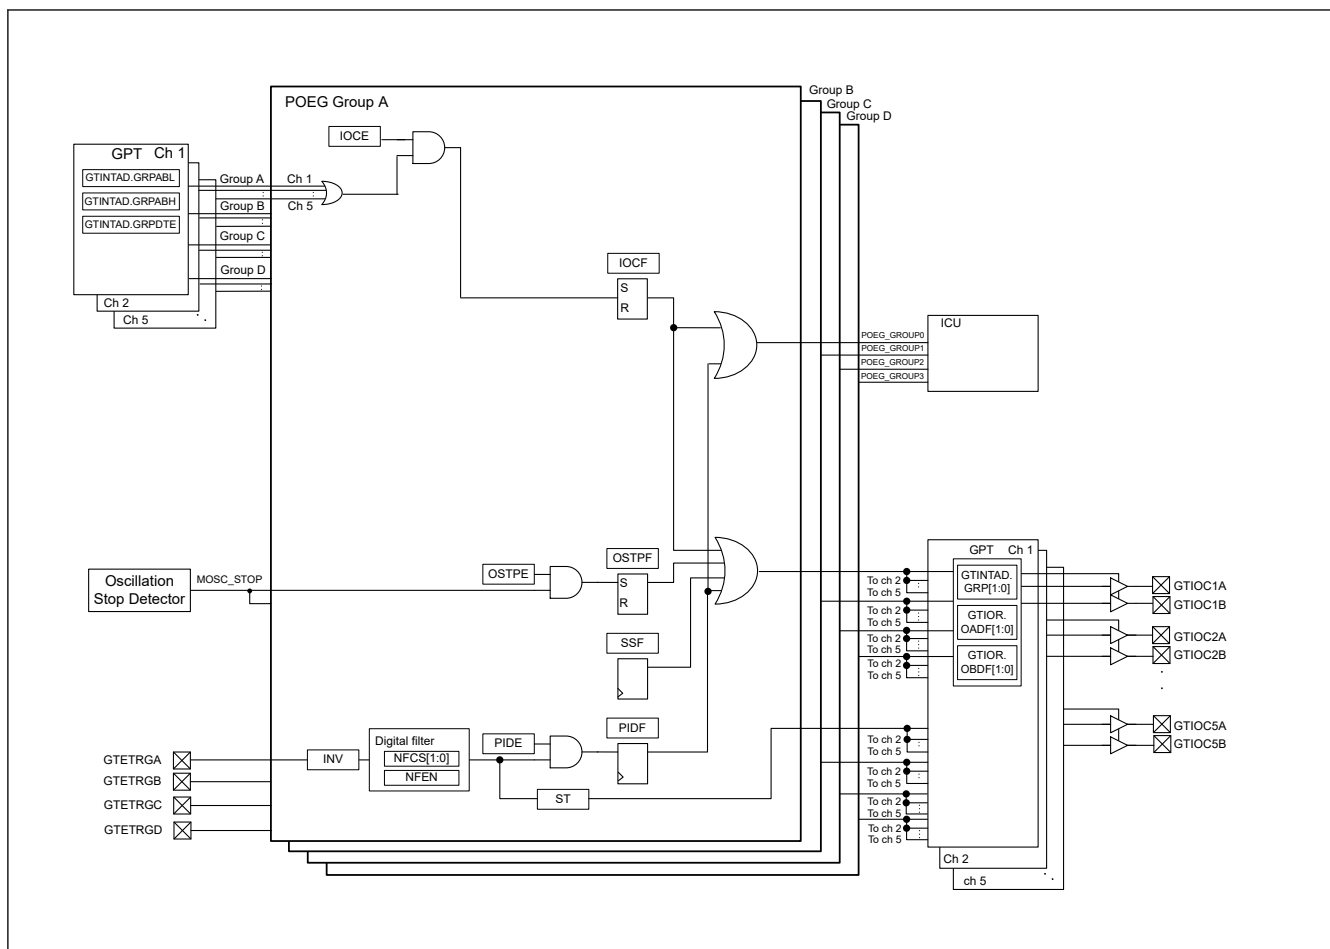 POEG Group A
Group B
Group C
Group D
IOCE
GPT Ch 1
GTINTAD.GRPABL
GTINTAD.GRPABH
GTINTAD.GRPDTE
Group A
Group B
Group C
Group D
Ch 1
Ch 5
Ch 2
Ch 5
IOCF
S
R
ICU
POEG_GROUP0
POEG_GROUP1
POEG_GROUP2
POEG_GROUP3
Oscillation
Stop Detector
MOSC_STOP
OSTPE
OSTPF
S
R
SSF
PIDF
PIDE
Digital filter
NFCS[1:0]
NFEN
INV
ST
GTETRGA
GTETRGB
GTETRGC
GTETRGD
To ch 2
To ch 5
To ch 2
To ch 5
To ch 2
To ch 5
To ch 2
To ch 5
To ch 2
To ch 5
To ch 2
To ch 5
To ch 2
To ch 5
To ch 2
To ch 5
GPT Ch 1
GTINTAD.
GRP[1:0]
GTIOR.
OADF[1:0]
GTIOR.
OBDF[1:0]
Ch 2
ch 5
GTIOC1A
GTIOC1B
GTIOC2A
GTIOC2B
GTIOC5A
GTIOC5B